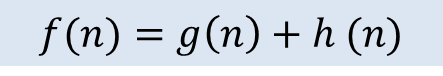 f(n) = g(n) + h (n)